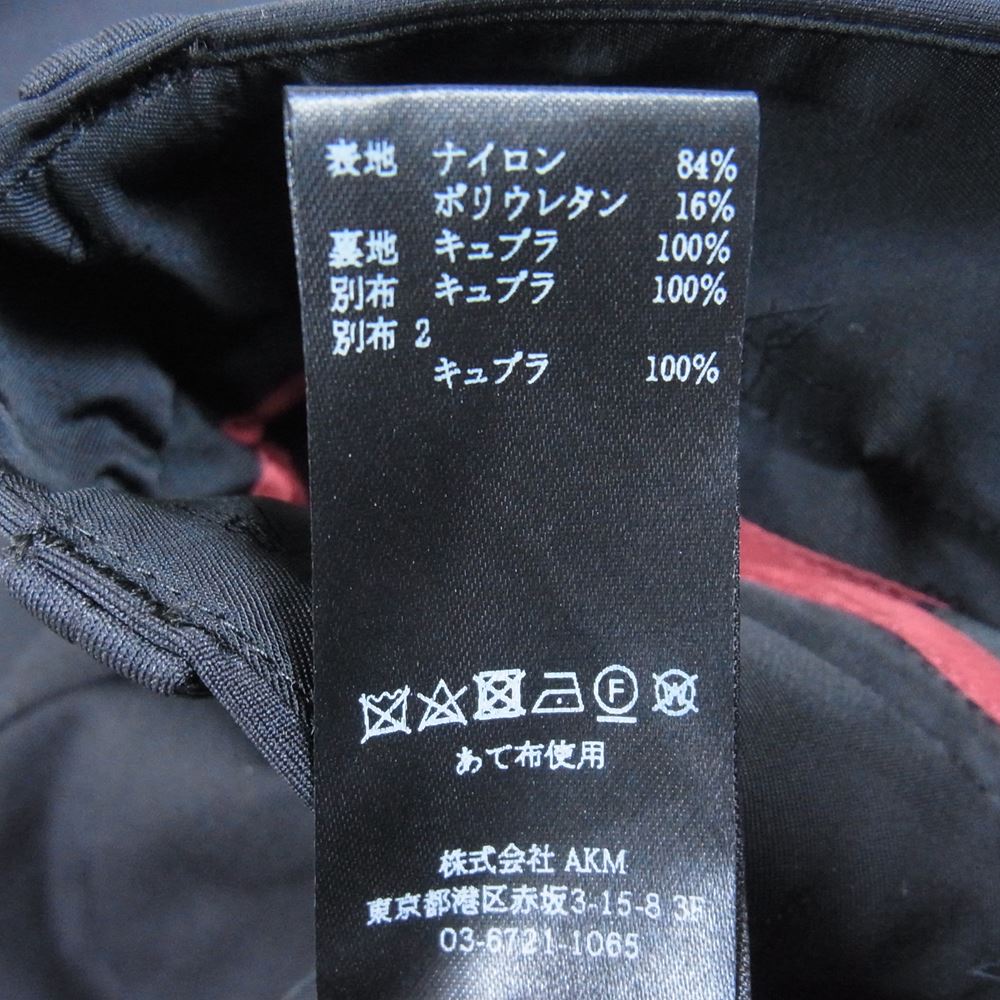 表地 ナイロン 84%
ポリウレタン 16%
裏地 キュプラ 100%
別布 キュプラ 100%
別布 2
キュプラ 100%
F W
あて布使用
株式会社 AKM
東京都港区赤坂3-15-8 3F
03-6721-1065